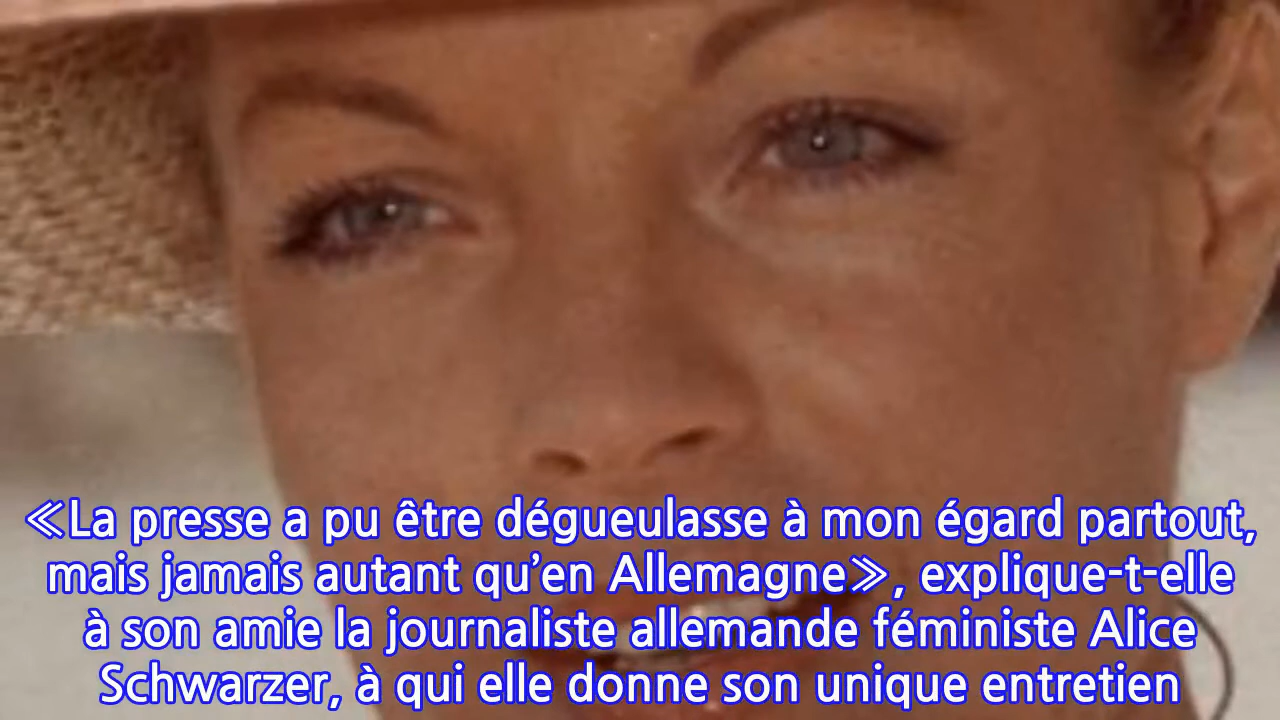 ≪La presse a pu être dégueulasse à mon égard partout,
mais jamais autant qu’en Allemagne≫, explique-t-elle
à son amie la journaliste allemande féministe Alice
Schwarzer, à qui elle donne son unique entretien